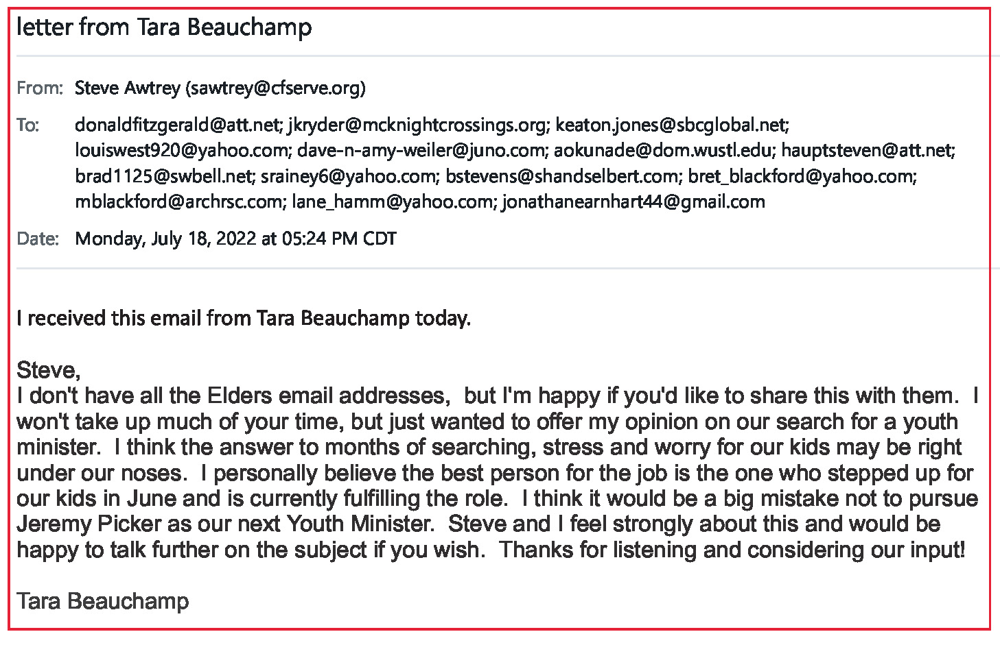 letter from Tara Beauchamp
From: Steve Awtrey (sawtrey@cfserve.org)
To: donaldfitzgerald@att.net; jkryder@mcknightcrossings.org; keaton.jones@sbcglobal.net;
louiswest920@yahoo.com; dave-n-amy-weiler@juno.com; aokunade@dom.wustl.edu; hauptsteven@att.net;
brad1125@swbell.net; srainey6@yahoo.com; bstevens@shandselbert.com; bret_blackford@yahoo.com;
mblackford@archrsc.com; lane_hamm@yahoo.com; jonathanearnhart44@gmail.com
Date: Monday, July 18, 2022 at 05:24 PM CDT
I received this email from Tara Beauchamp today.
Steve,
I don't have all the Elders email addresses,  but I'm happy if you'd like to share this with them.  I
won't take up much of your time, but just wanted to offer my opinion on our search for a youth
minister.  I think the answer to months of searching, stress and worry for our kids may be right
under our noses.  I personally believe the best person for the job is the one who stepped up for
our kids in June and is currently fulfilling the role.  I think it would be a big mistake not to pursue
Jeremy Picker as our next Youth Minister.  Steve and I feel strongly about this and would be
happy to talk further on the subject if you wish.  Thanks for listening and considering our input!
Tara Beauchamp